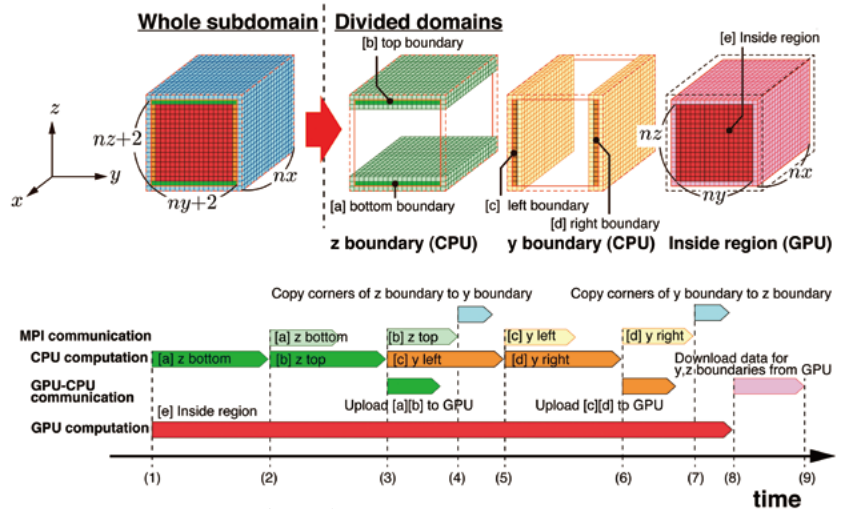 Whole subdomain
Divided domains
[b] top boundary
[e] Inside region
z
nz+2
y
x
ny+2
nx
nz
ny
nx
[a] bottom boundary
[c] left boundary
[d] right boundary
z boundary (CPU)
y boundary (CPU)
Inside region (GPU)
Copy corners of z boundary to y boundary
Copy corners of y boundary to z boundary
MPI communication
[a] z bottom
[b] z top
[c] y left
[d] y right
CPU computation
[a] z bottom
[b] z top
[c] y left
[d] y right
Download data for
y,z boundaries from GPU
GPU-CPU
communication
Upload [a][b] to GPU
Upload [c][d] to GPU
[e] Inside region
GPU computation
(1)
(2)
(3)
(4)
(5)
(6)
(7)
(8)
(9)
time